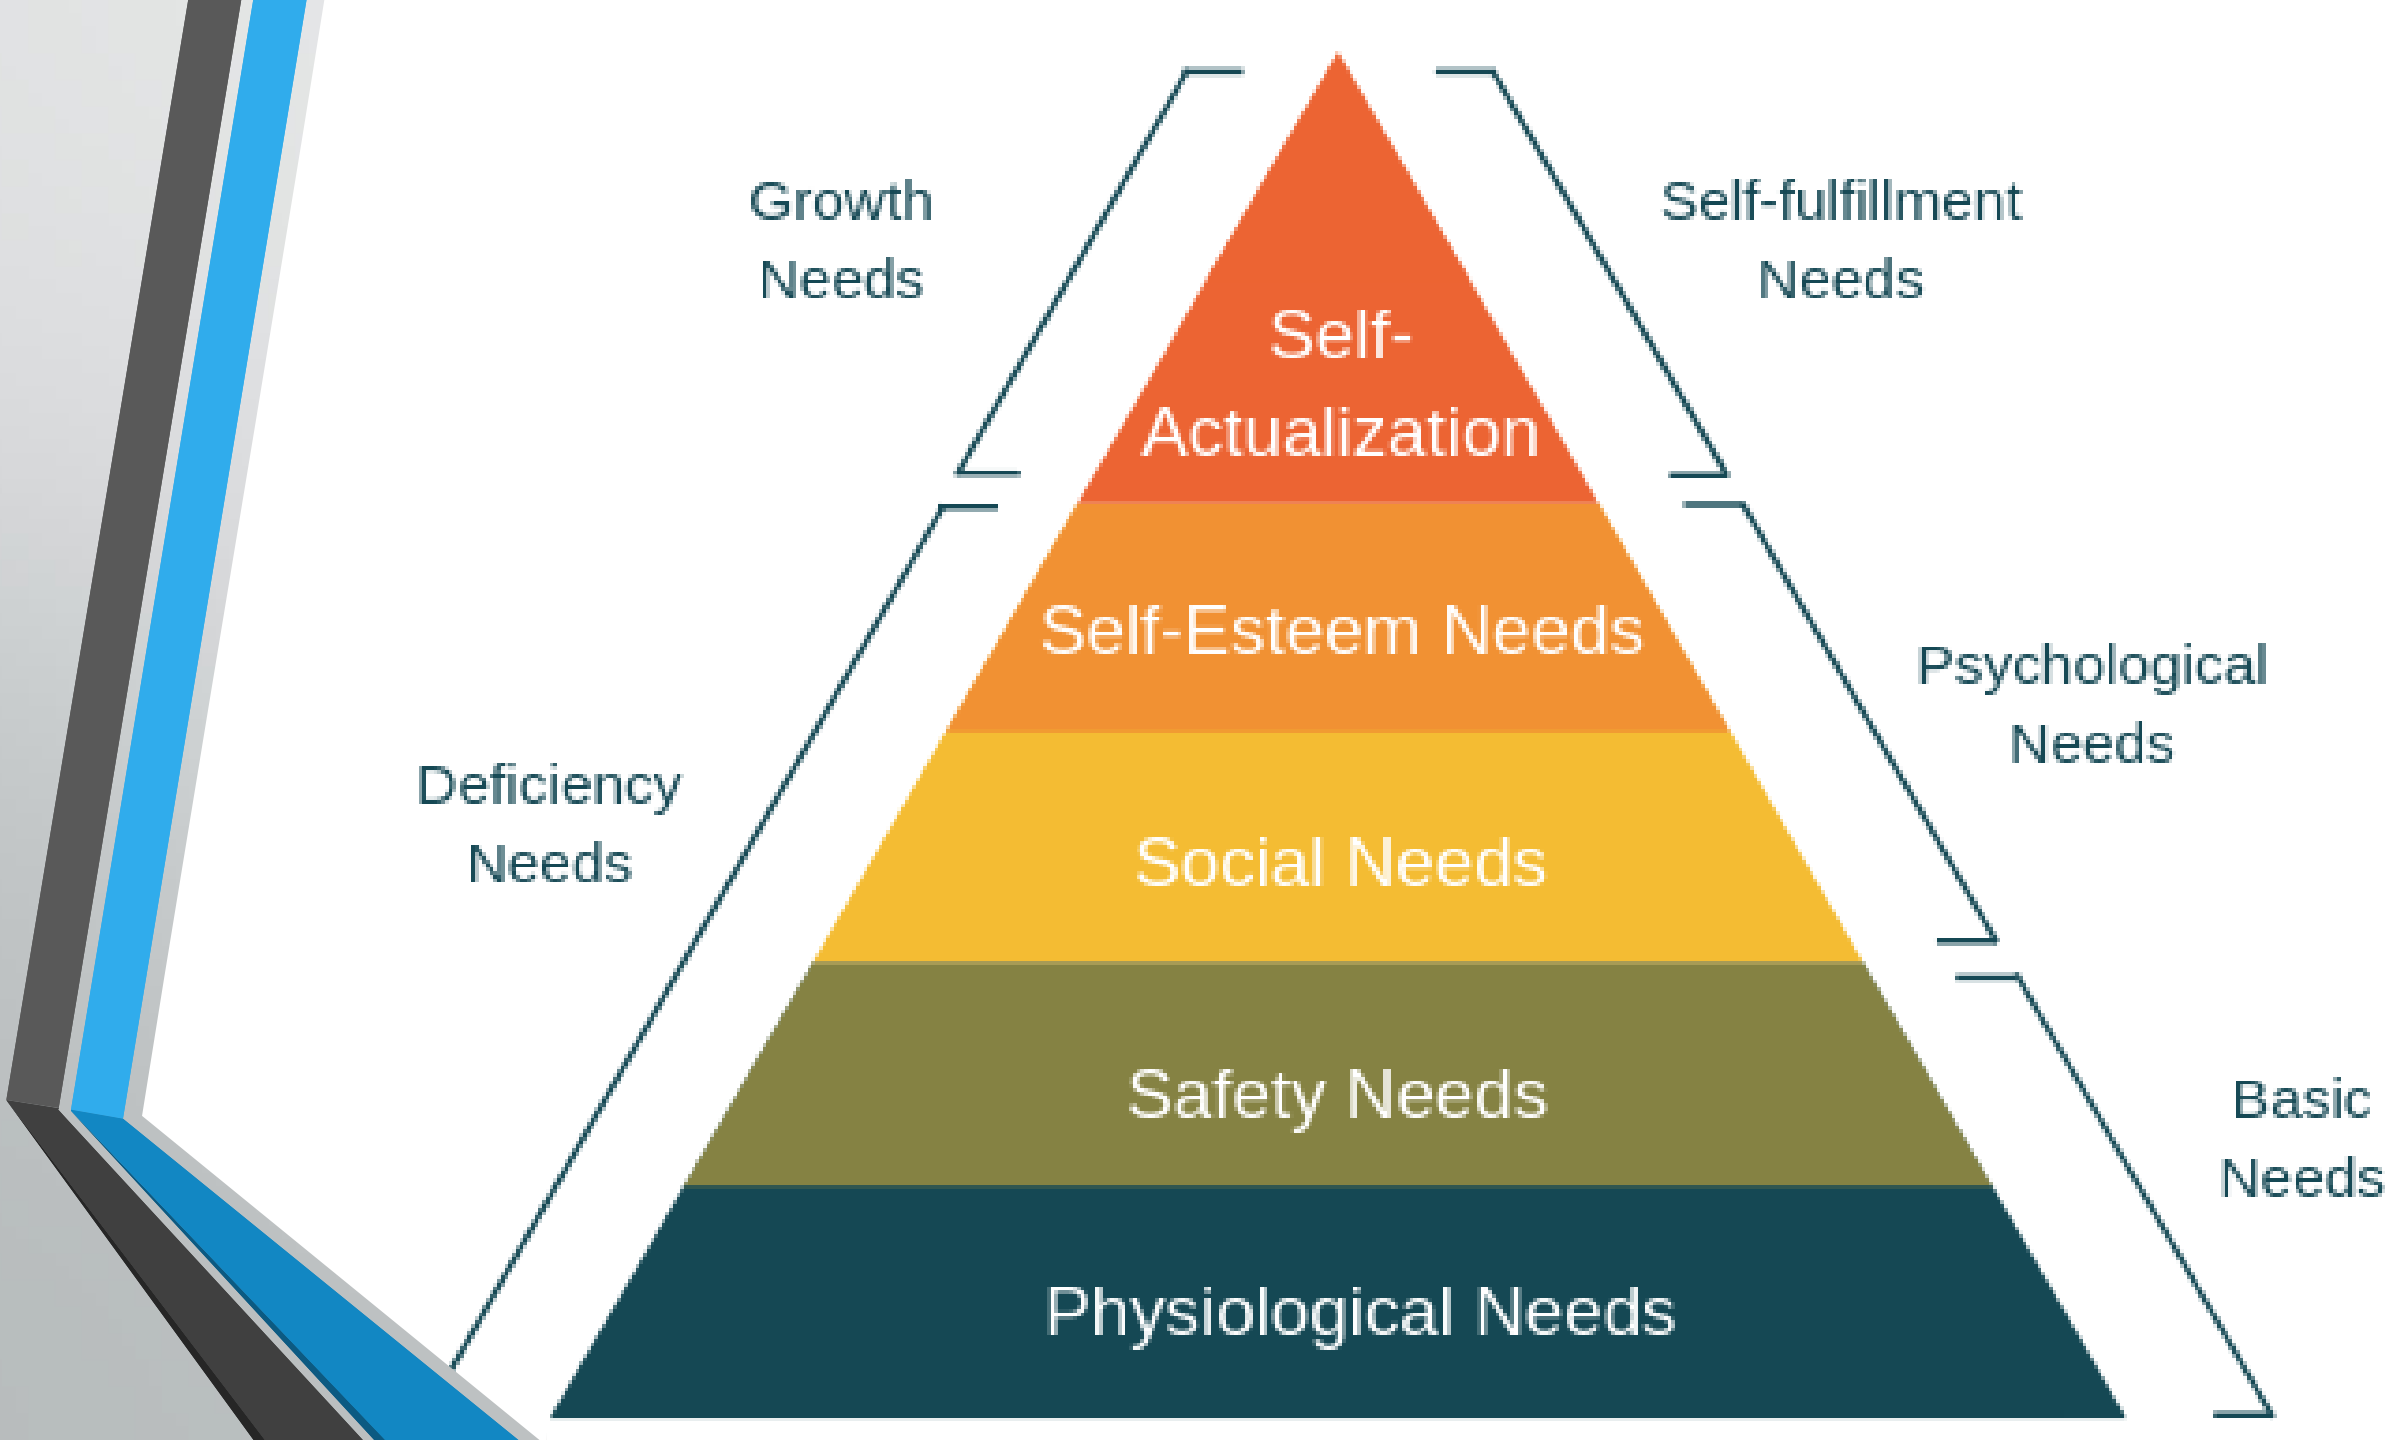 Growth
Needs
Self-fulfillment
Needs
Self-
Actualization
Self-Esteem Needs
Psychological
Needs
Deficiency
Needs
Social Needs
Safety Needs
Basic
Needs
Physiological Needs